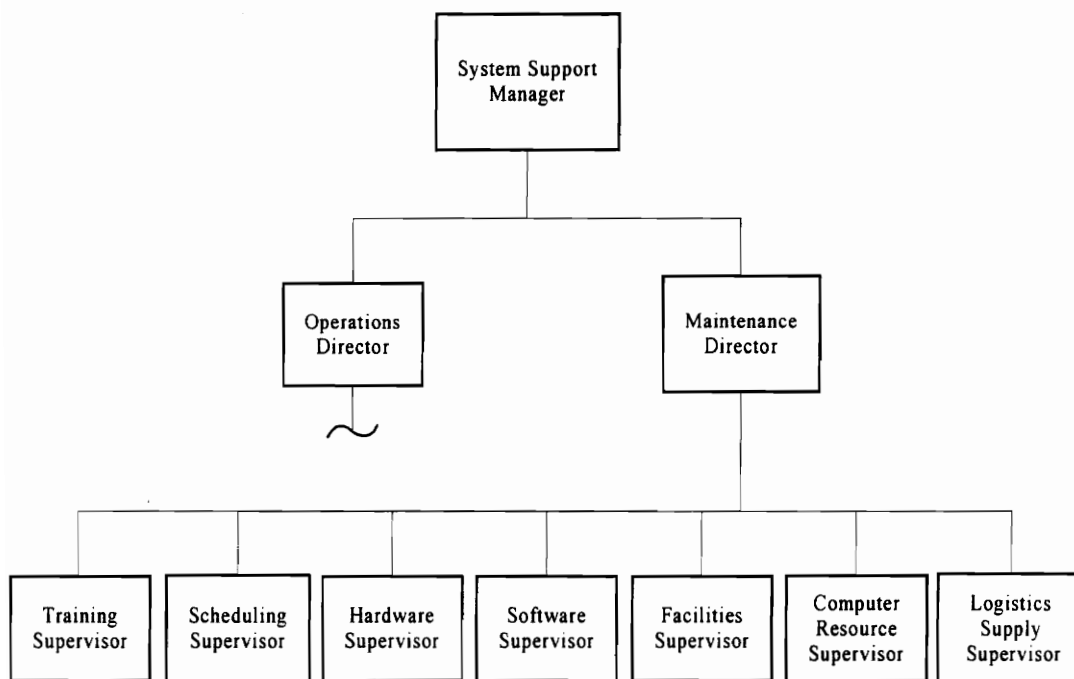 System Support
Manager
Operations
Director
Maintenance
Director
Training
Supervisor
Scheduling
Supervisor
Hardware
Supervisor
Software
Supervisor
Facilities
Supervisor
Computer
Resource
Supervisor
Logistics
Supply
Supervisor